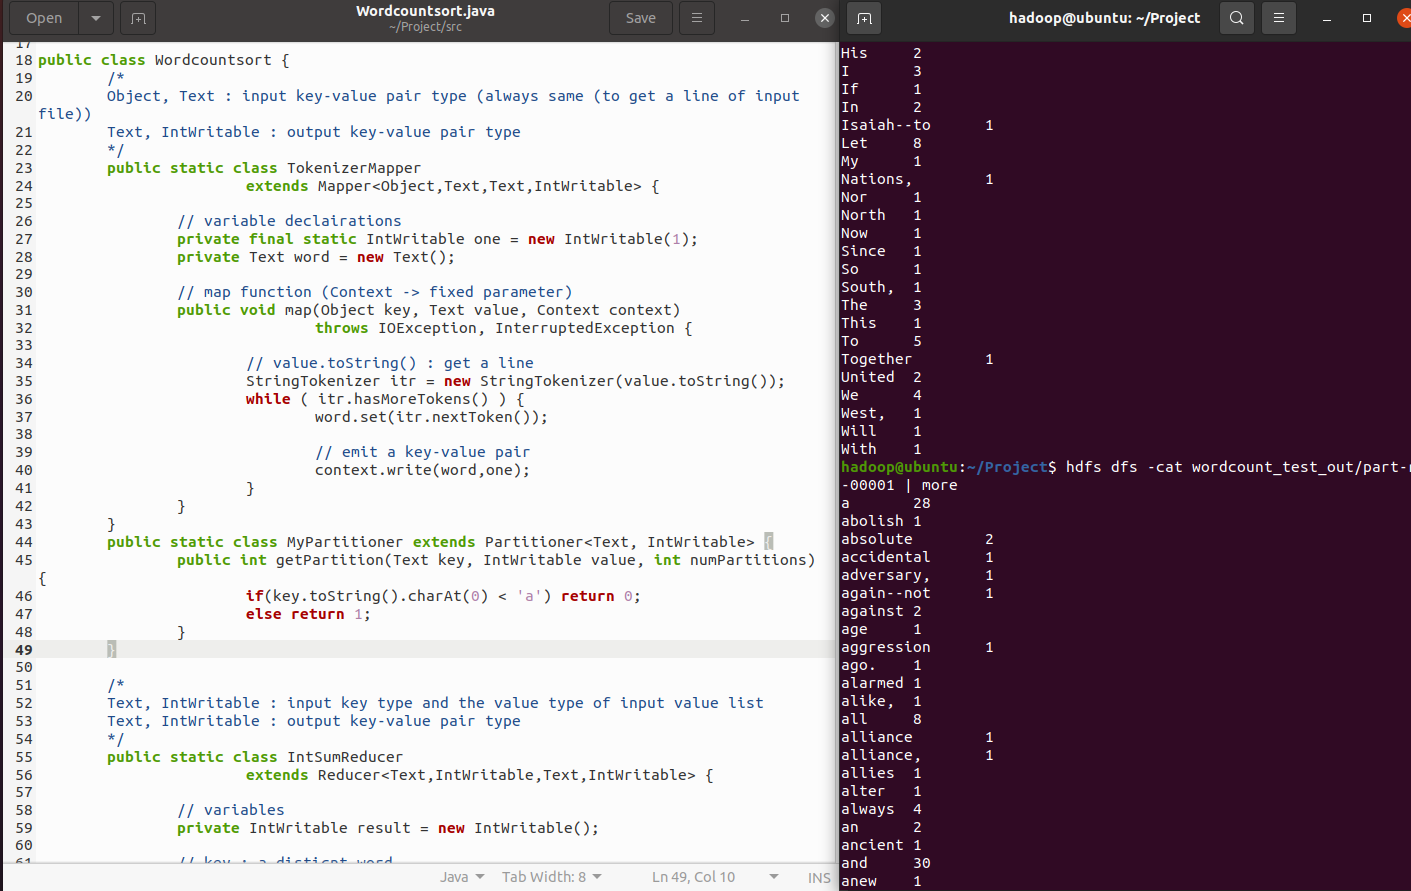 Open
Wordcountsort.java
~/Project/src
Save
17
18 public class Wordcountsort {
19 /*
20 Object, Text : input key-value pair type (always same (to get a line of input
file))
21 Text, IntWritable : output key-value pair type
22 */
23 public static class TokenizerMapper
24 extends Mapper<Object,Text,Text,IntWritable> {
25
26 // variable declairations
27 private final static IntWritable one = new IntWritable(1);
28 private Text word = new Text();
29
30 // map function (Context -> fixed parameter)
31 public void map(Object key, Text value, Context context)
32 throws IOException, InterruptedException {
33
34 // value.toString() : get a line
35 StringTokenizer itr = new StringTokenizer(value.toString());
36 while ( itr.hasMoreTokens() ) {
37 word.set(itr.nextToken());
38
39 // emit a key-value pair
40 context.write(word,one);
41 }
42 }
43 }
44 public static class MyPartitioner extends Partitioner<Text, IntWritable> {
45 public int getPartition(Text key, IntWritable value, int numPartitions)
{
46 if(key.toString().charAt(0) < 'a') return 0;
47 else return 1;
48 }
49 }
50
51 /*
52 Text, IntWritable : input key type and the value type of input value list
53 Text, IntWritable : output key-value pair type
54 */
55 public static class IntSumReducer
56 extends Reducer<Text,IntWritable,Text,IntWritable> {
57
58 // variables
59 private IntWritable result = new IntWritable();
60
61 // key : a disticnt word
Java
Tab Width: 8
Ln 49, Col 10
INS
hadoop@ubuntu: ~/Project
His 2
I 3
If 1
In 2
Isaiah--to 1
Let 8
My 1
Nations, 1
Nor 1
North 1
Now 1
Since 1
So 1
South, 1
The 3
This 1
To 5
Together 1
United 2
We 4
West, 1
Will 1
With 1
hadoop@ubuntu:~/Project$ hdfs dfs -cat wordcount_test_out/part-r
-00001 | more
a 28
abolish 1
absolute 2
accidental 1
adversary, 1
again--not 1
against 2
age 1
aggression 1
ago. 1
alarmed 1
alike, 1
all 8
alliance 1
alliance, 1
allies 1
alter 1
always 4
an 2
ancient 1
and 30
anew 1